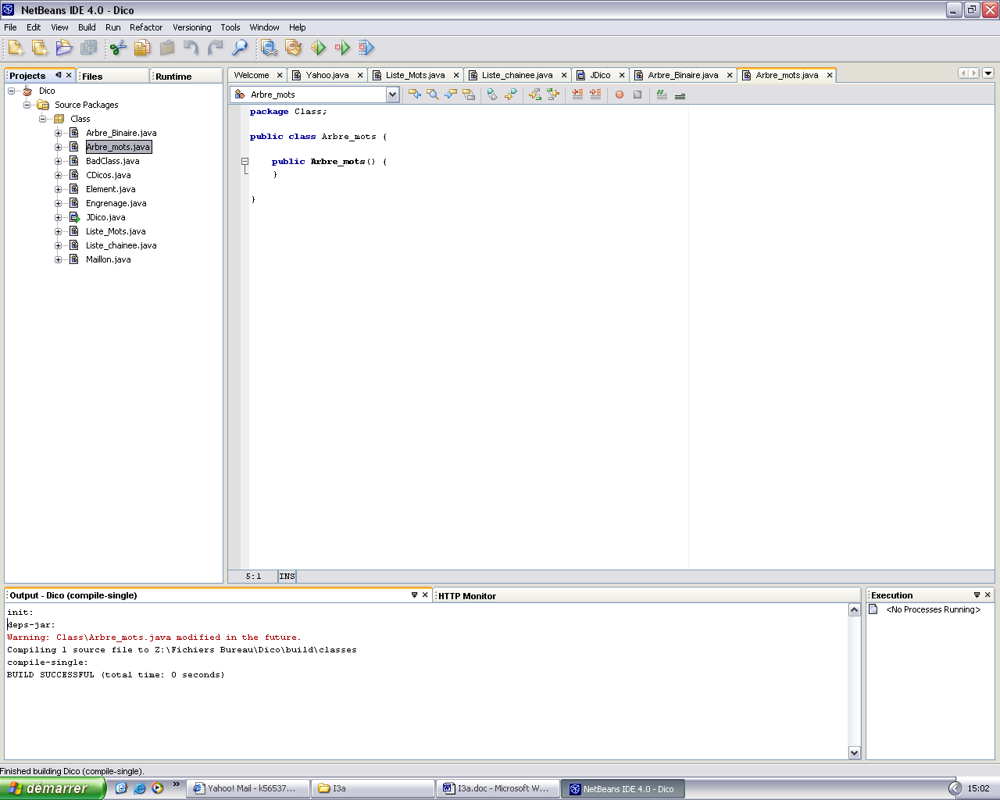 NetBeans IDE 4.0 - Dico
File Edit View Build Run Refactor Versioning Tools Window Help
Projects Files Runtime
Dico
Source Packages
Class
Arbre_Binaire.java
Arbre_mots.java
BadClass.java
CDicos.java
Element.java
Engrenage.java
JDico.java
Liste_Mots.java
Liste_chainee.java
Maillon.java
Welcome Yahoo.java Liste_Mots.java Liste_chainee.java JDico Arbre_Binaire.java Arbre_mots.java
Arbre_mots
package Class;
public class Arbre_mots {
public Arbre_mots() {
}
}
5:1 INS
Output - Dico (compile-single) HTTP Monitor
init:
deps-jar:
Warning: Class\Arbre_mots.java modified in the future.
Compiling 1 source file to Z:\Fichiers Bureau\Dico\build\classes
compile-single:
BUILD SUCCESSFUL (total time: 0 seconds)
Execution
<No Processes Running>
Finished building Dico (compile-single).
démarrer » Yahoo! Mail - k56537... I3a I3a.doc - Microsoft W... NetBeans IDE 4.0 - Dico 15:02